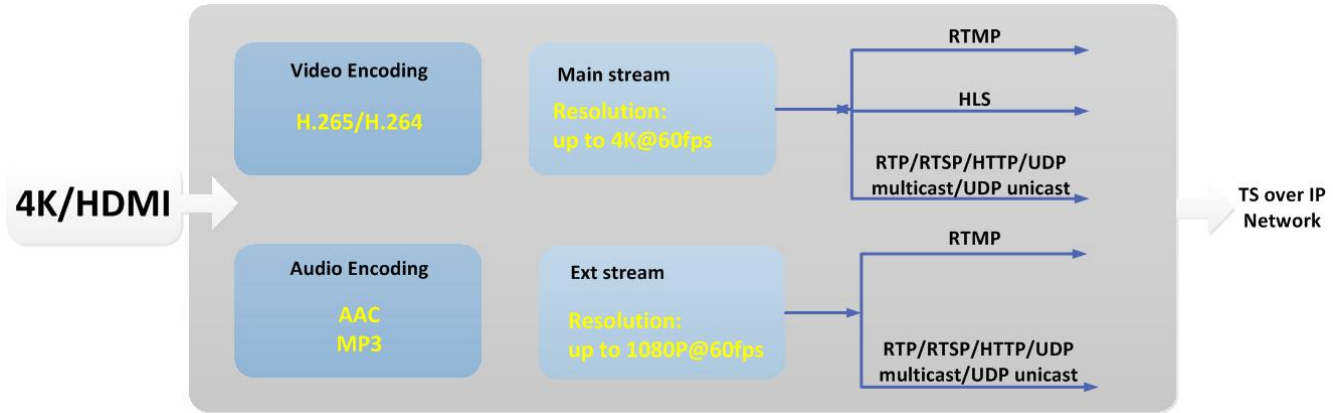 4K/HDMI
Video Encoding
H.265/H.264
Audio Encoding
AAC
MP3
Main stream
Resolution:
up to 4K@60fps
Ext stream
Resolution:
up to 1080P@60fps
RTMP
HLS
RTP/RTSP/HTTP/UDP
multicast/UDP unicast
RTMP
RTP/RTSP/HTTP/UDP
multicast/UDP unicast
TS over IP
Network